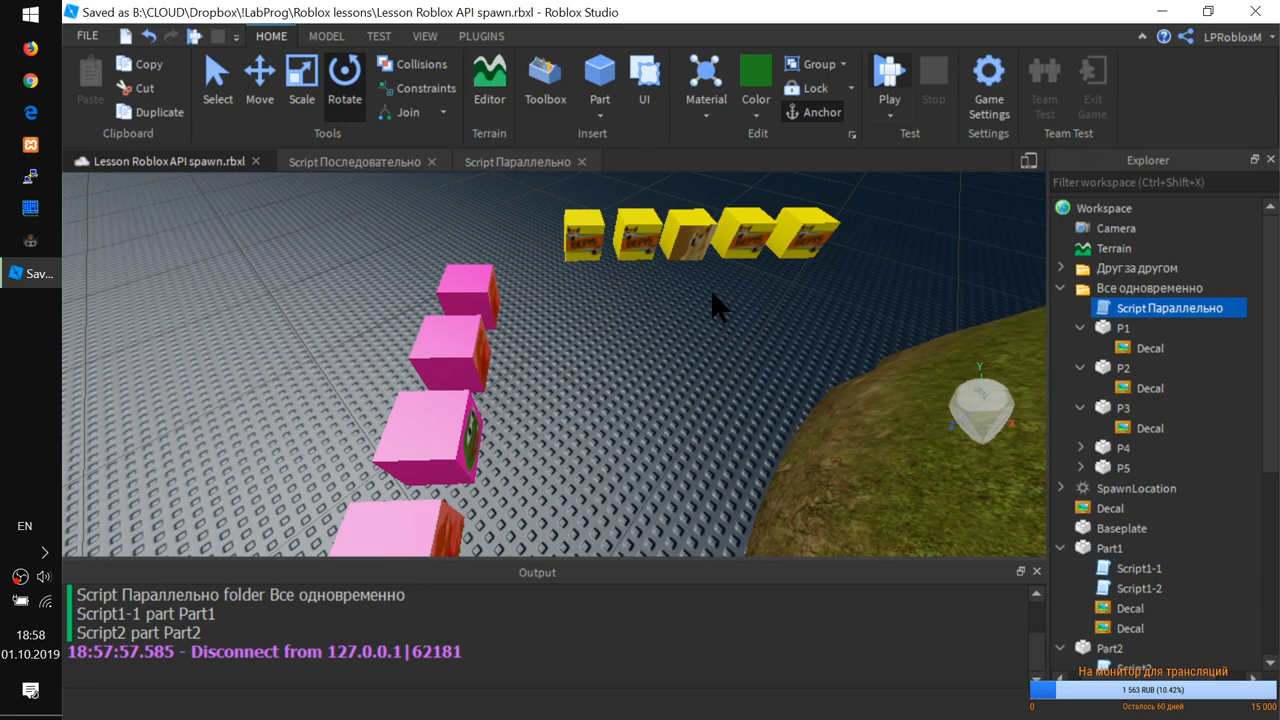 Saved as B:\CLOUD\Dropbox\!LabProg\Roblox lessons\Lesson Roblox API spawn.rbxl - Roblox Studio
FILE HOME MODEL TEST VIEW PLUGINS LPRobloxM
Paste Copy Cut Duplicate Clipboard
Select Move Scale Rotate Collisions Constraints Join Tools
Editor Terrain
Toolbox Part UI Insert
Material Color Group Lock Anchor Edit
Play Stop Test
Game Settings Settings
Team Test Exit Game Team Test
Lesson Roblox API spawn.rbxl Script Последовательно Script Параллельно
Explorer
Filter workspace (Ctrl+Shift+X)
Workspace
Camera
Terrain
Друг за другом
Все одновременно
Script Параллельно
P1
Decal
P2
Decal
P3
Decal
P4
P5
SpawnLocation
Decal
Baseplate
Part1
Script1-1
Script1-2
Decal
Decal
Part2
Script2
Y
Top
Z
X
Output
Script Параллельно folder Все одновременно
Script1-1 part Part1
Script2 part Part2
18:57:57.585 - Disconnect from 127.0.0.1|62181
Sav...
EN
18:58
01.10.2019
На монитор для трансляций
1 563 RUB (10.42%)
0 Осталось 60 дней 15 000